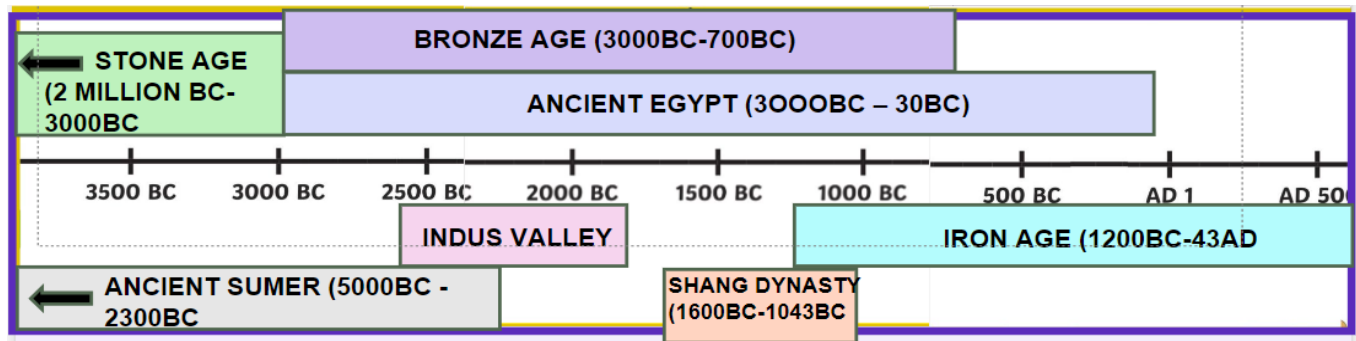 BRONZE AGE (3000BC-700BC)
STONE AGE
(2 MILLION BC-
3000BC
ANCIENT EGYPT (3OOOBC – 30BC)
3500 BC
3000 BC
2500 BC
2000 BC
1500 BC
1000 BC
500 BC
AD 1
AD 500
INDUS VALLEY
IRON AGE (1200BC-43AD
ANCIENT SUMER (5000BC -
2300BC
SHANG DYNASTY
(1600BC-1043BC